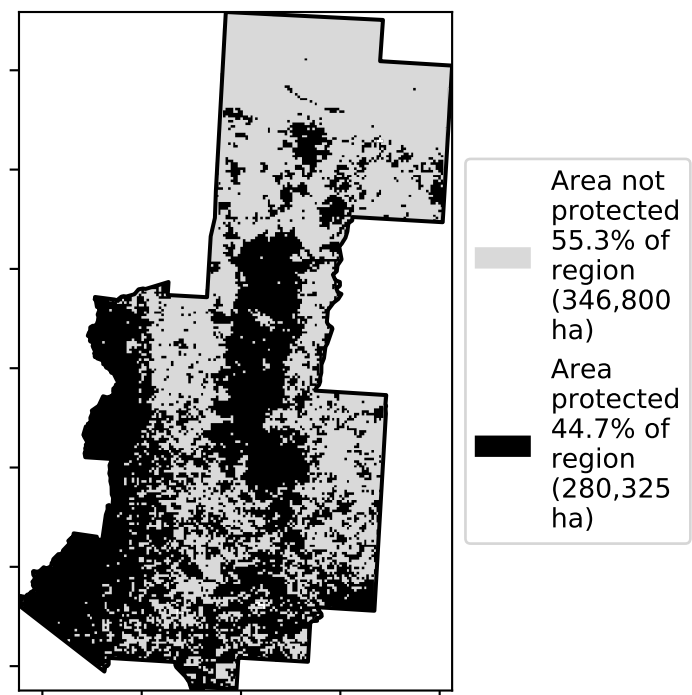 Area not
protected
55.3% of
region
(346,800
ha)
Area
protected
44.7% of
region
(280,325
ha)